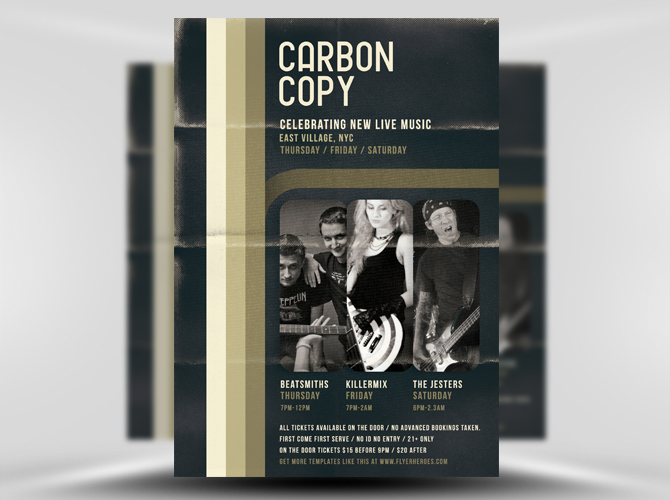 CARBON
COPY
CELEBRATING NEW LIVE MUSIC
EAST VILLAGE, NYC
THURSDAY / FRIDAY / SATURDAY
ZEPPELIN
BEATSMITHS KILLERMIX THE JESTERS
THURSDAY FRIDAY SATURDAY
7PM-12PM 7PM-2AM 6PM-2.3AM
ALL TICKETS AVAILABLE ON THE DOOR / NO ADVANCED BOOKINGS TAKEN.
FIRST COME FIRST SERVE / NO ID NO ENTRY / 21+ ONLY
ON THE DOOR TICKETS $15 BEFORE 9PM / $20 AFTER
GET MORE TEMPLATES LIKE THIS AT WWW.FLYERHEROES.COM